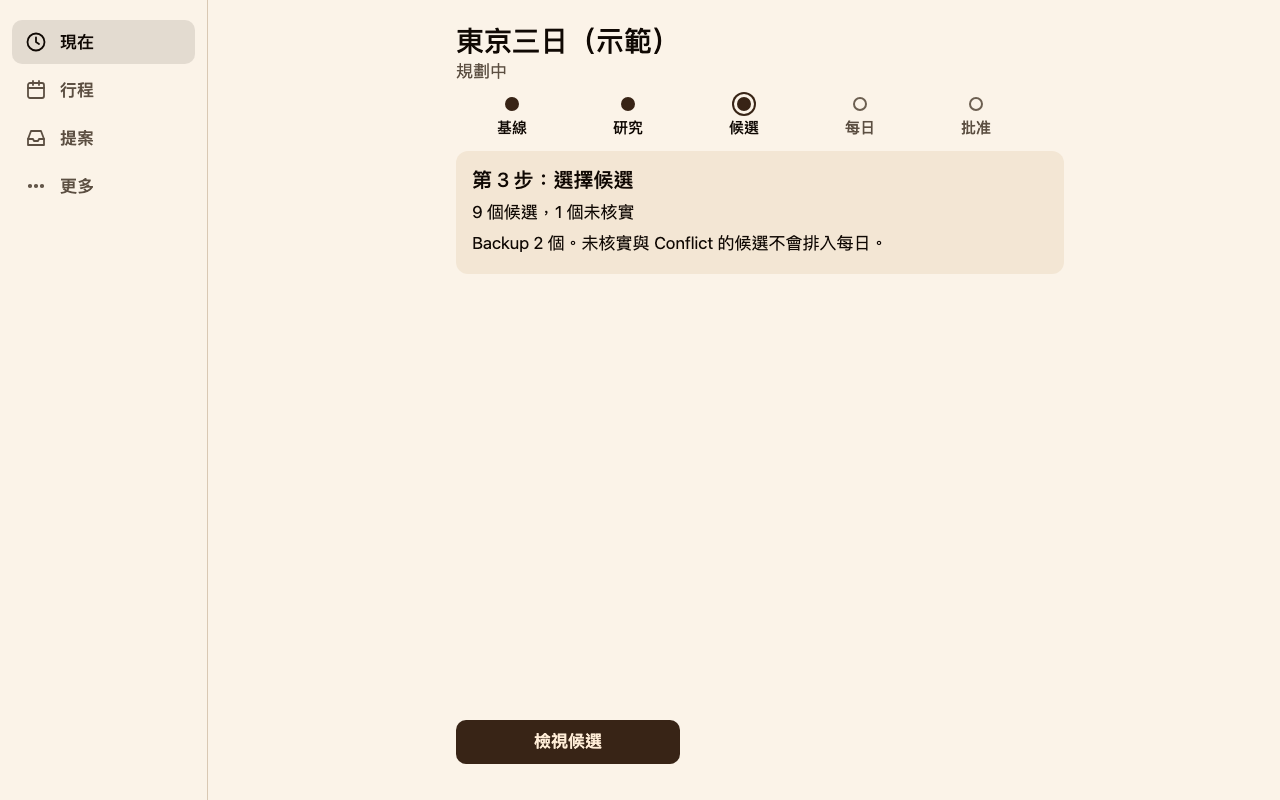 現在
行程
提案
更多
東京三日（示範）
規劃中
基線
研究
候選
每日
批准
第 3 步：選擇候選
9 個候選，1 個未核實
Backup 2 個。未核實與 Conflict 的候選不會排入每日。
檢視候選